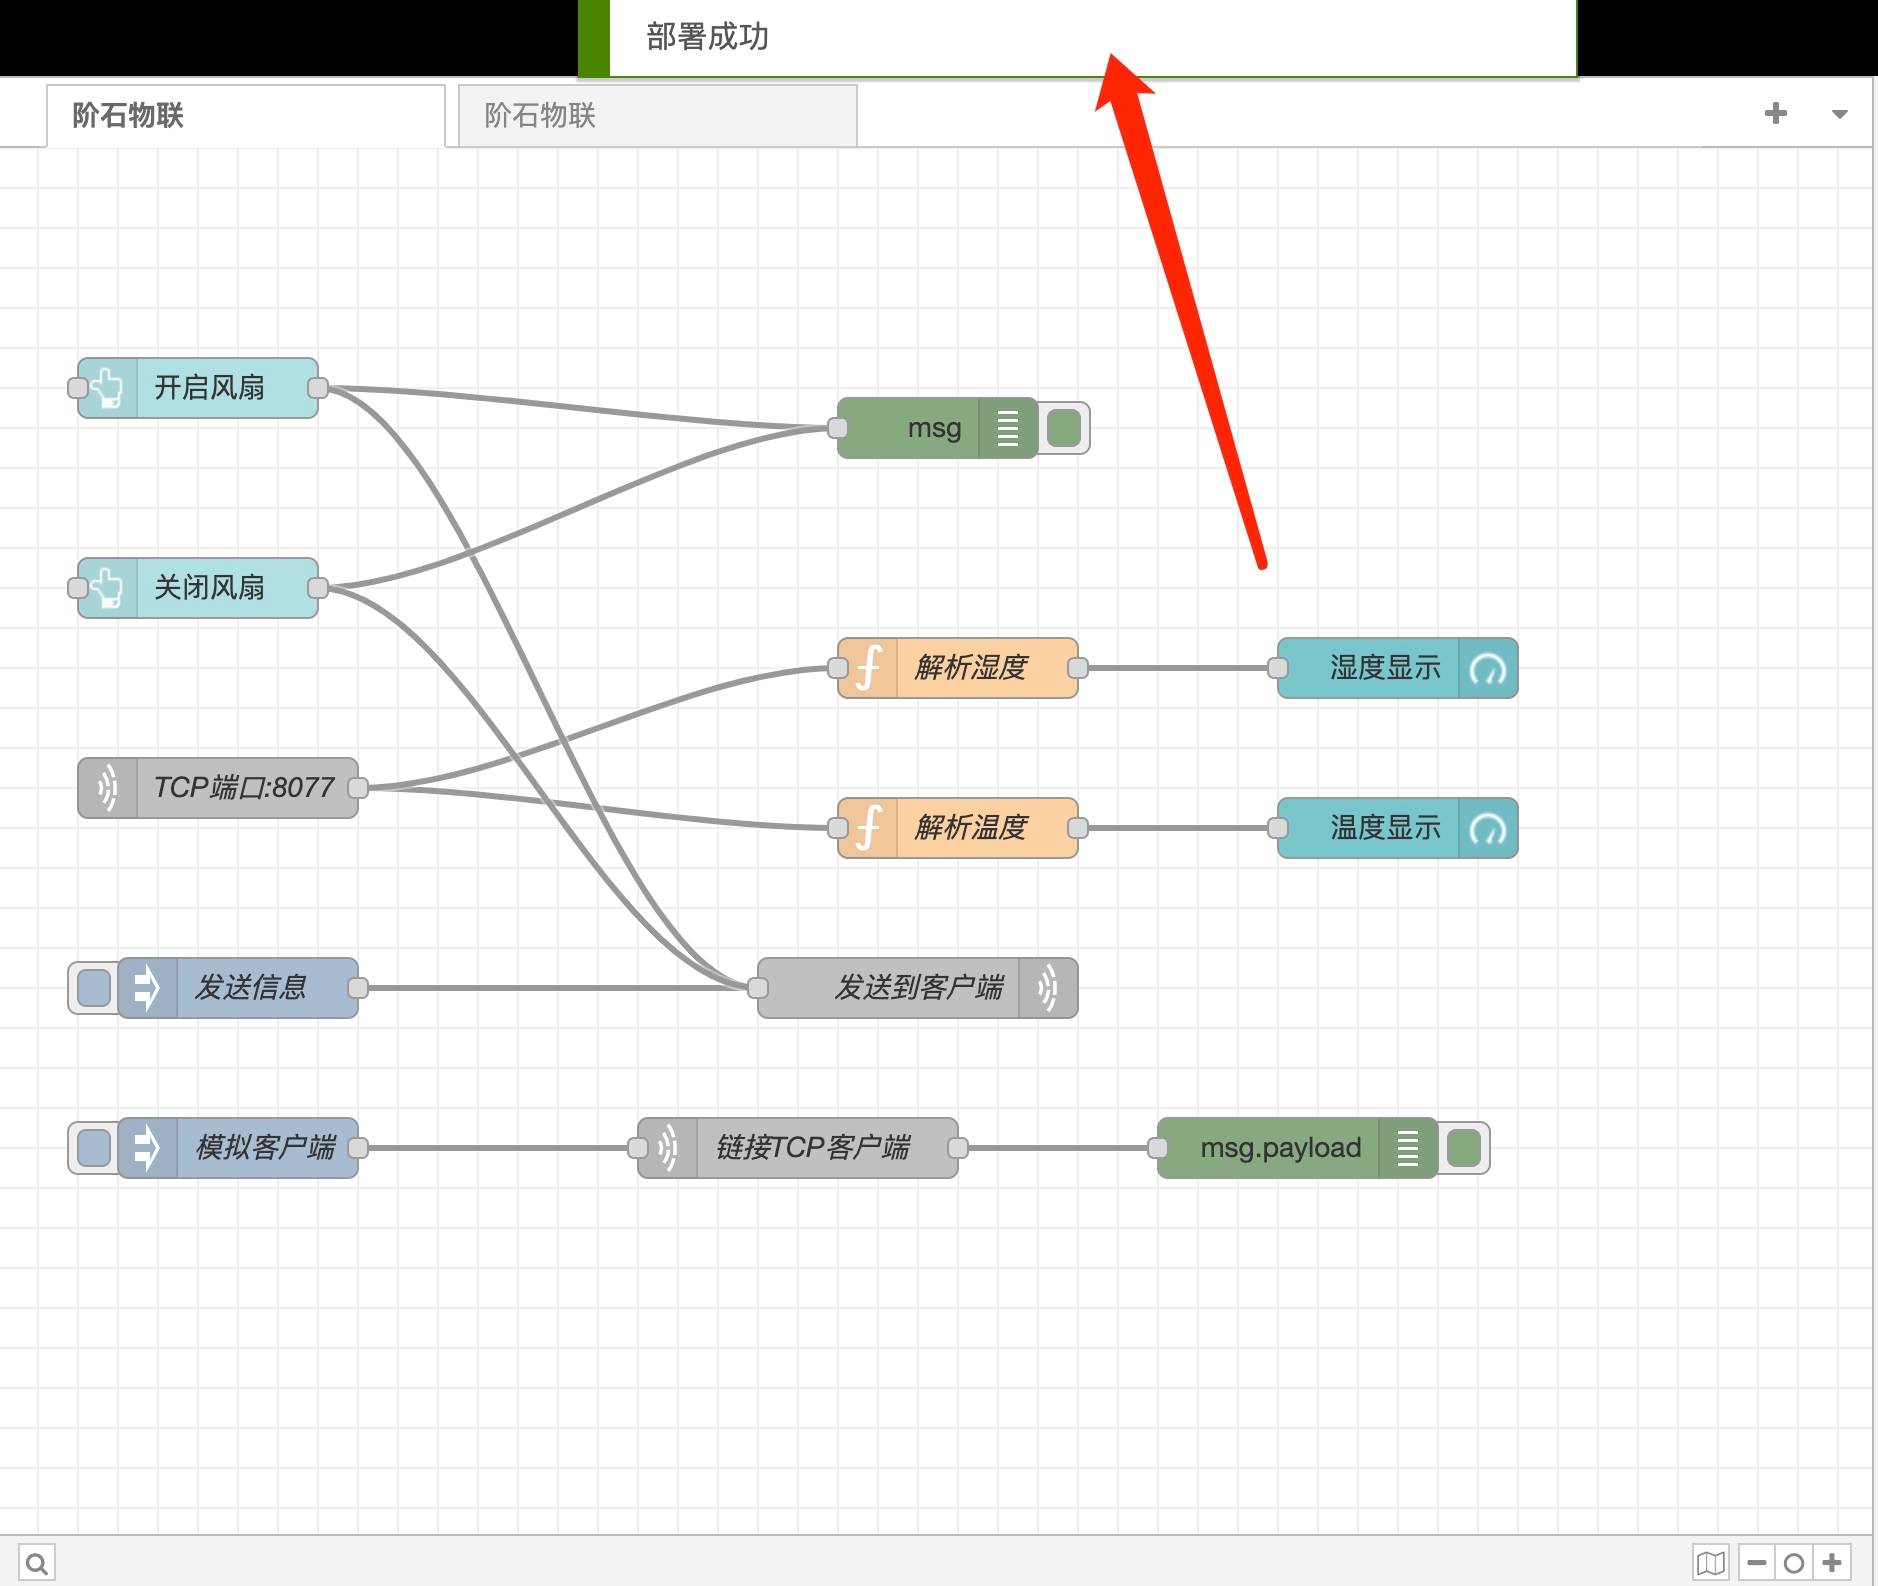 部署成功
阶石物联
阶石物联
开启风扇
msg
关闭风扇
解析湿度
湿度显示
TCP端口:8077
解析温度
温度显示
发送信息
发送到客户端
模拟客户端
链接TCP客户端
msg.payload